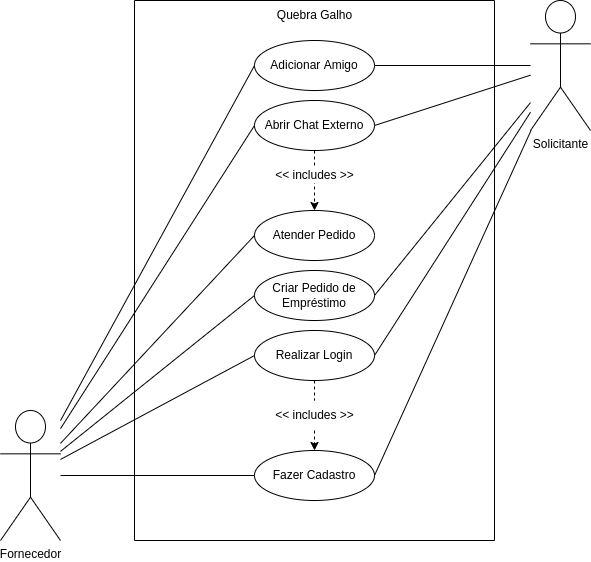 Quebra Galho
Adicionar Amigo
Abrir Chat Externo
<< includes >>
Solicitante
Atender Pedido
Criar Pedido de
Empréstimo
Realizar Login
<< includes >>
Fazer Cadastro
Fornecedor